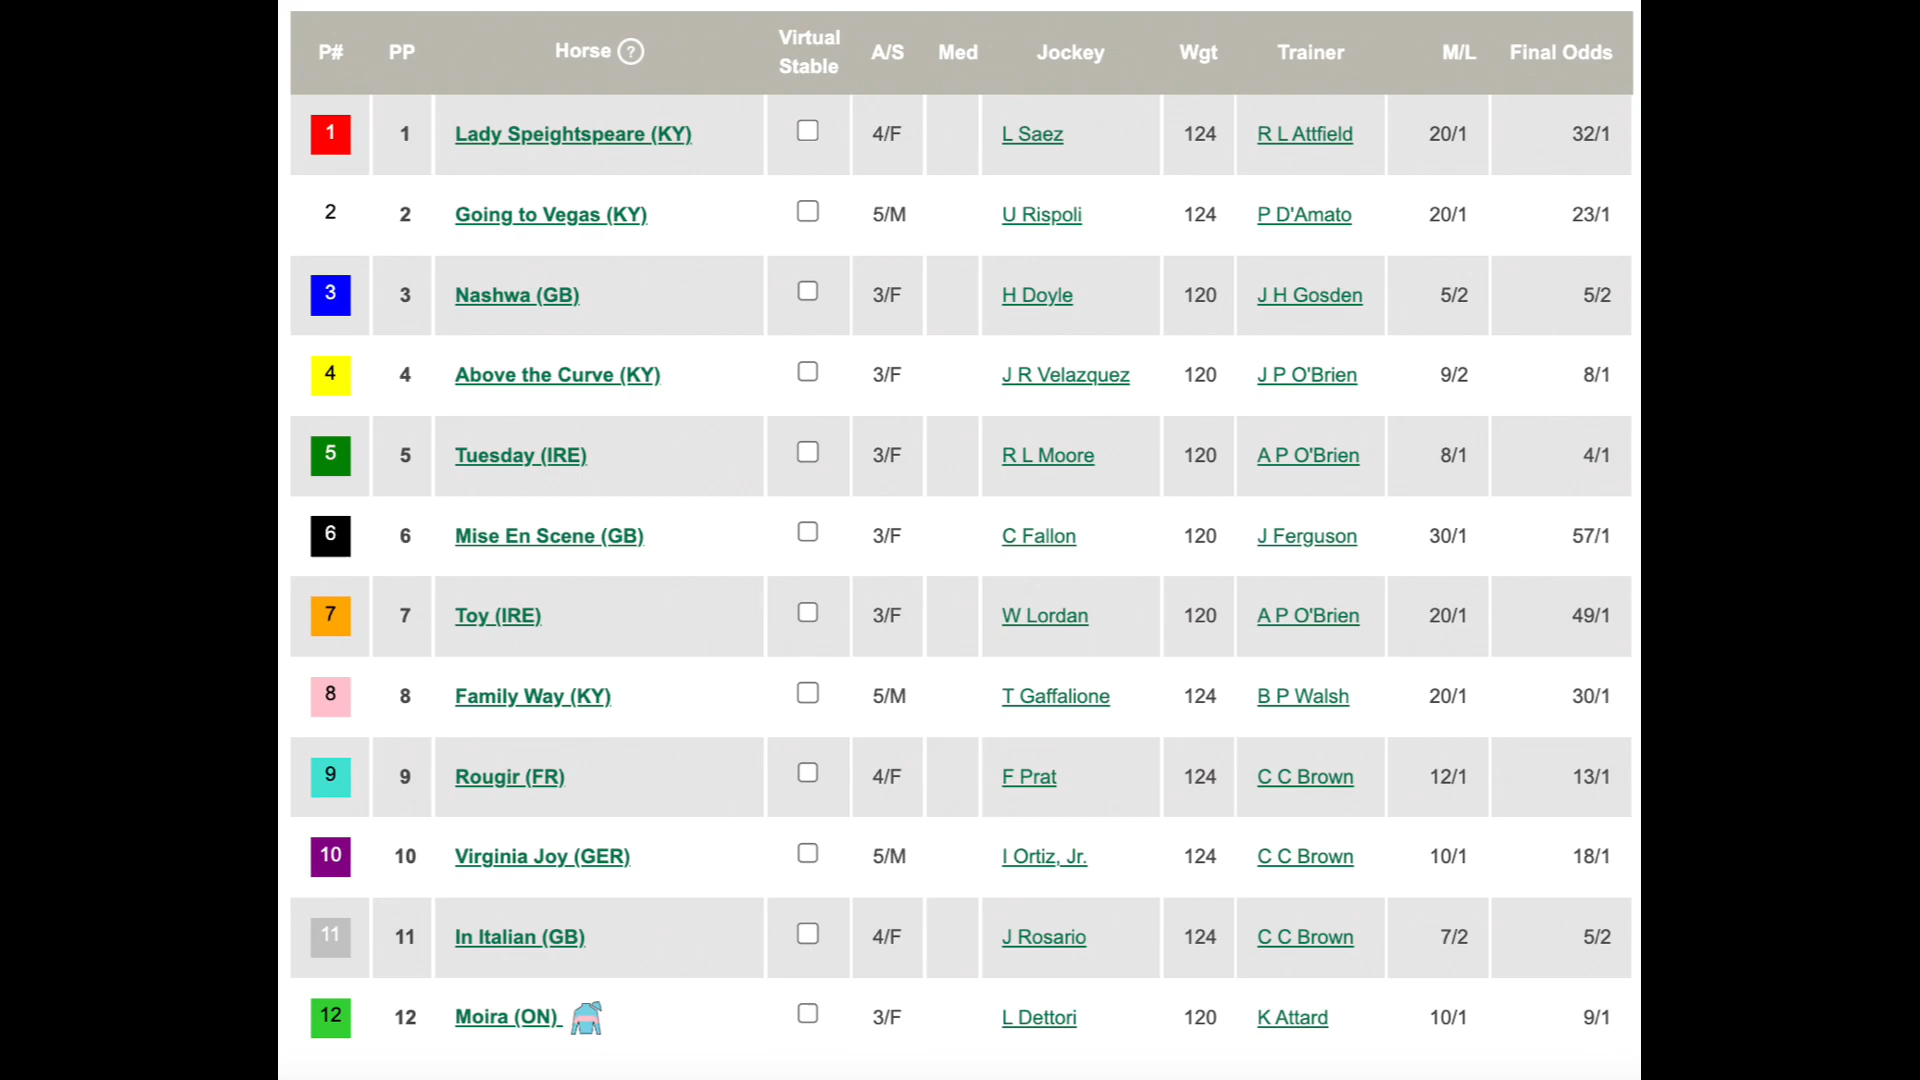 P# PP Horse ? Virtual Stable A/S Med Jockey Wgt Trainer M/L Final Odds
1 1 Lady Speightspeare (KY) 4/F L Saez 124 R L Attfield 20/1 32/1
2 2 Going to Vegas (KY) 5/M U Rispoli 124 P D'Amato 20/1 23/1
3 3 Nashwa (GB) 3/F H Doyle 120 J H Gosden 5/2 5/2
4 4 Above the Curve (KY) 3/F J R Velazquez 120 J P O'Brien 9/2 8/1
5 5 Tuesday (IRE) 3/F R L Moore 120 A P O'Brien 8/1 4/1
6 6 Mise En Scene (GB) 3/F C Fallon 120 J Ferguson 30/1 57/1
7 7 Toy (IRE) 3/F W Lordan 120 A P O'Brien 20/1 49/1
8 8 Family Way (KY) 5/M T Gaffalione 124 B P Walsh 20/1 30/1
9 9 Rougir (FR) 4/F F Prat 124 C C Brown 12/1 13/1
10 10 Virginia Joy (GER) 5/M I Ortiz, Jr. 124 C C Brown 10/1 18/1
11 11 In Italian (GB) 4/F J Rosario 124 C C Brown 7/2 5/2
12 12 Moira (ON) 3/F L Dettori 120 K Attard 10/1 9/1